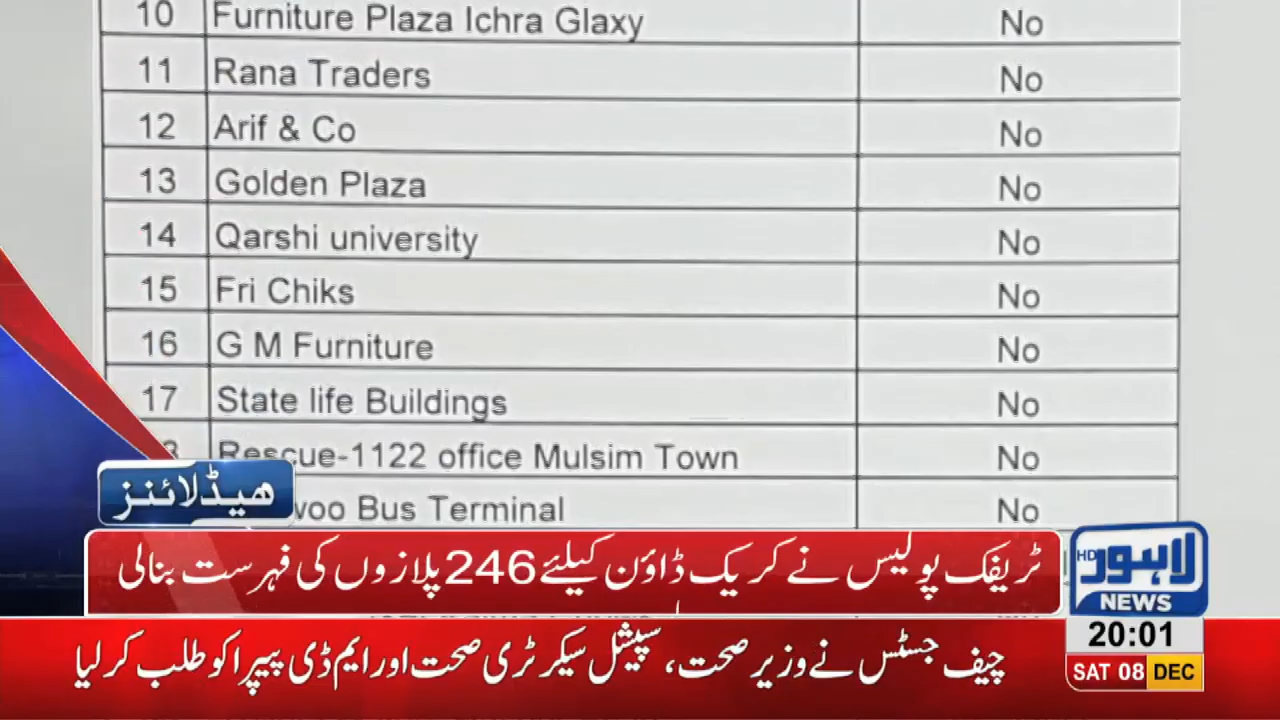 10 Furniture Plaza Ichra Glaxy No
11 Rana Traders No
12 Arif & Co No
13 Golden Plaza No
14 Qarshi university No
15 Fri Chiks No
16 G M Furniture No
17 State life Buildings No
Rescue-1122 office Mulsim Town No
Bus Terminal No
ھیڈلائنز
ٹریفک پولیس نے کریک ڈاؤن کیلئے 246 پلازوں کی فہرست بنالی
لاہور HD
NEWS
20:01
چیف جسٹس نے وزیر صحت، سپیشل سیکرٹری صحت اور ایم ڈی پیپرا کو طلب کر لیا
SAT 08 DEC